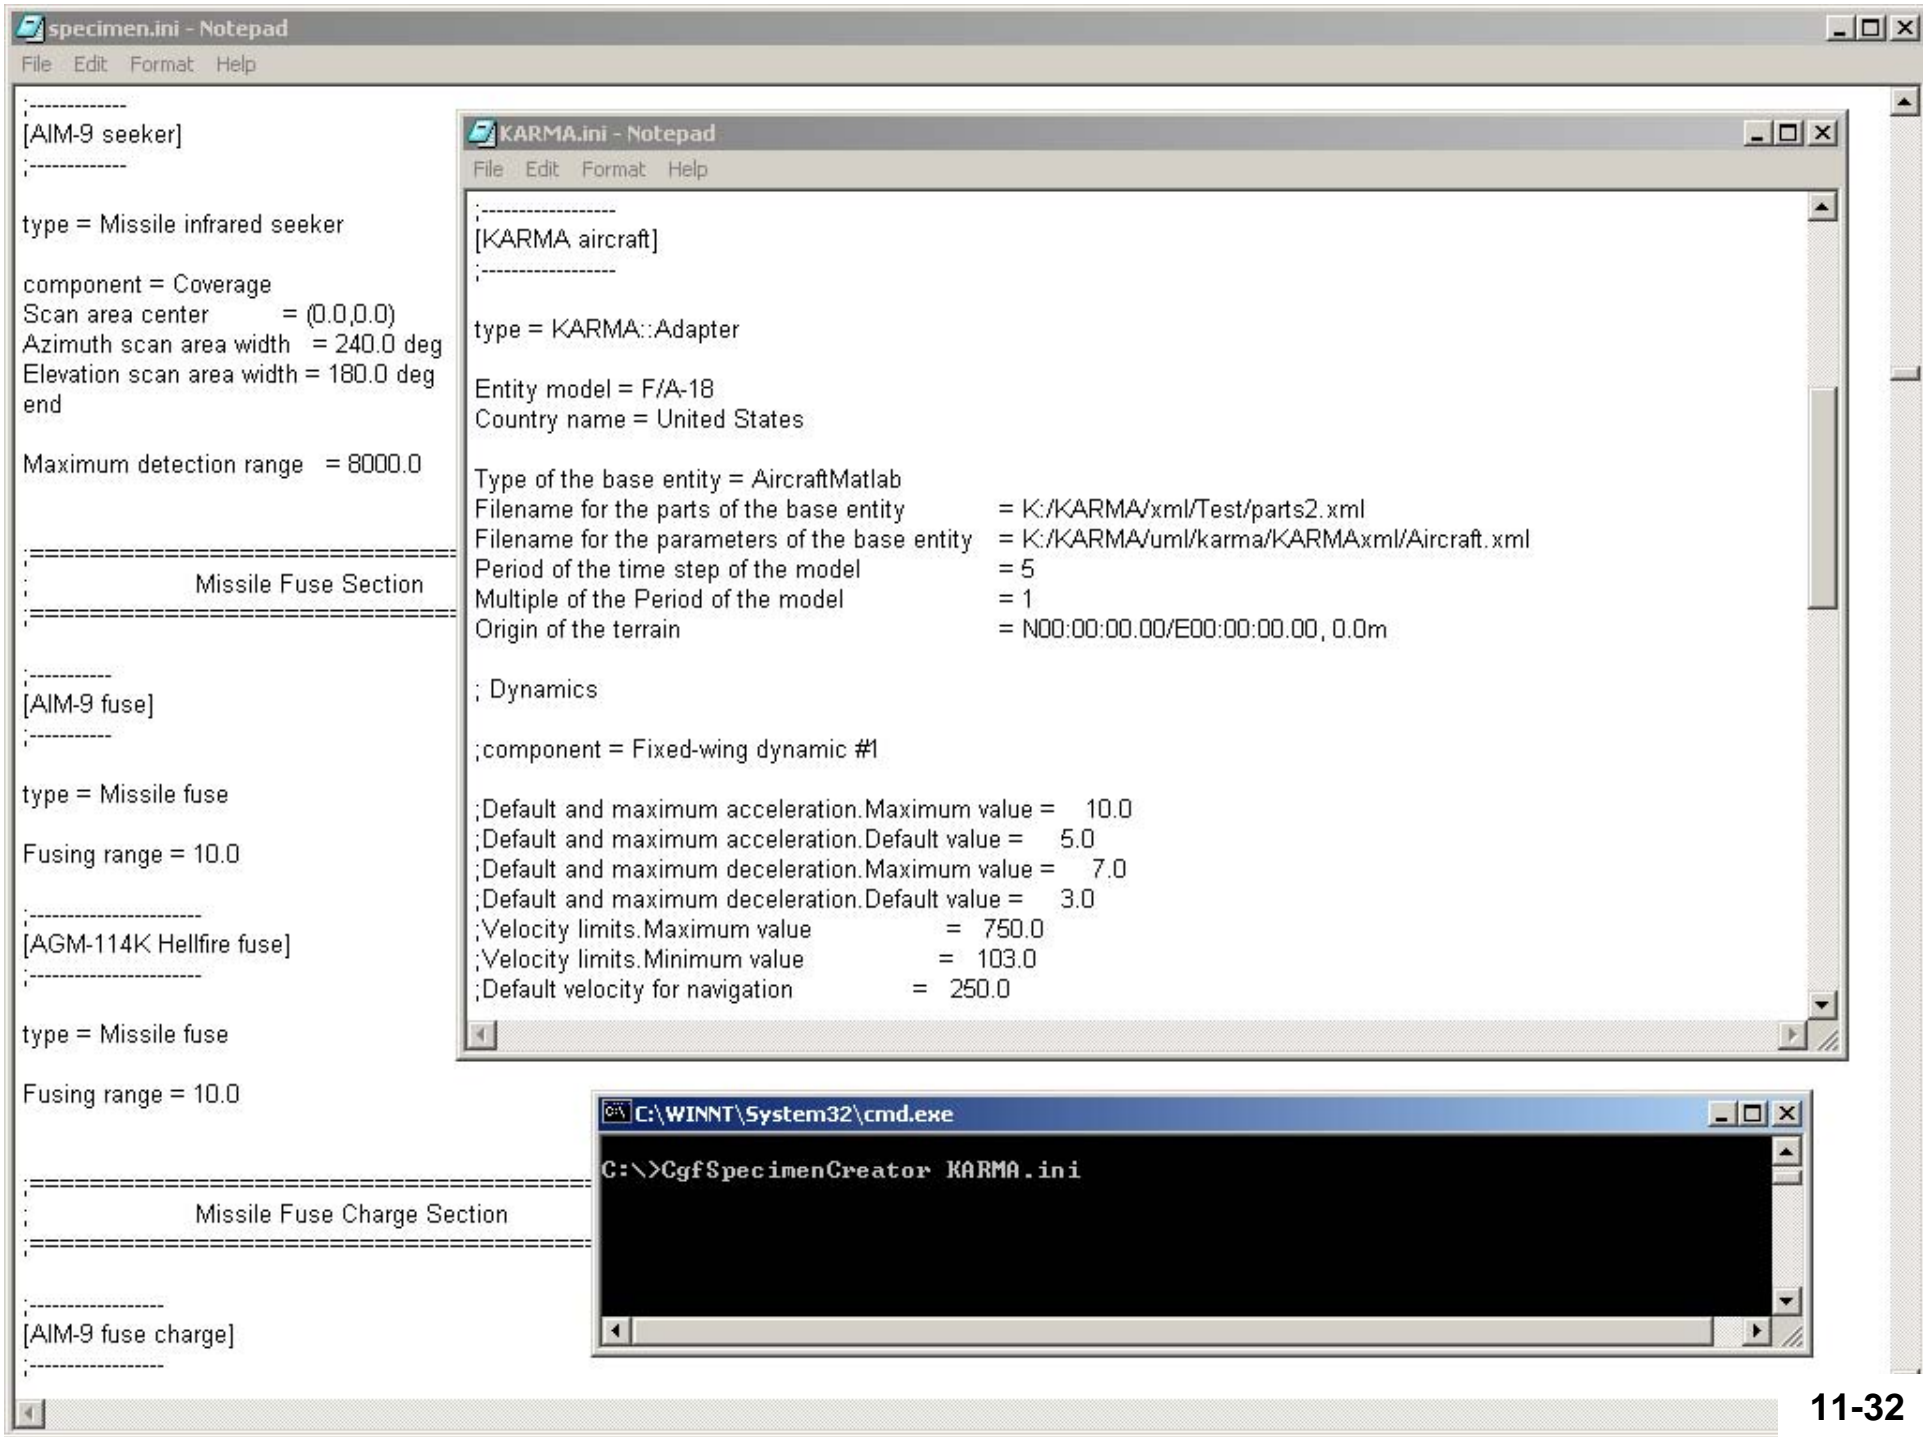 specimen.ini - Notepad
File Edit Format Help
;-------------
[AIM-9 seeker]
;-------------
type = Missile infrared seeker
component = Coverage
Scan area center = (0.0,0.0)
Azimuth scan area width = 240.0 deg
Elevation scan area width = 180.0 deg
end
Maximum detection range = 8000.0
;=============================
; Missile Fuse Section
;=============================
;-----------
[AIM-9 fuse]
;-----------
type = Missile fuse
Fusing range = 10.0
;-----------------------
[AGM-114K Hellfire fuse]
;-----------------------
type = Missile fuse
Fusing range = 10.0
;======================================
; Missile Fuse Charge Section
;======================================
;------------------
[AIM-9 fuse charge]
;------------------
KARMA.ini - Notepad
File Edit Format Help
;------------------
[KARMA aircraft]
;------------------
type = KARMA::Adapter
Entity model = F/A-18
Country name = United States
Type of the base entity = AircraftMatlab
Filename for the parts of the base entity = K:/KARMA/xml/Test/parts2.xml
Filename for the parameters of the base entity = K:/KARMA/uml/karma/KARMAxml/Aircraft.xml
Period of the time step of the model = 5
Multiple of the Period of the model = 1
Origin of the terrain = N00:00:00.00/E00:00:00.00, 0.0m
; Dynamics
;component = Fixed-wing dynamic #1
;Default and maximum acceleration.Maximum value = 10.0
;Default and maximum acceleration.Default value = 5.0
;Default and maximum deceleration.Maximum value = 7.0
;Default and maximum deceleration.Default value = 3.0
;Velocity limits.Maximum value = 750.0
;Velocity limits.Minimum value = 103.0
;Default velocity for navigation = 250.0
C:\WINNT\System32\cmd.exe
C:\>CgfSpecimenCreator KARMA.ini
11-32